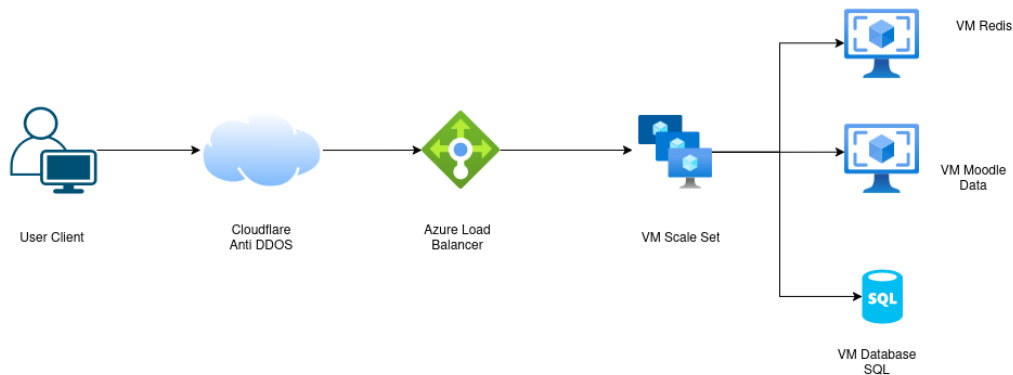 User Client
Cloudflare
Anti DDOS
Azure Load
Balancer
VM Scale Set
VM Redis
VM Moodle
Data
SQL
VM Database
SQL